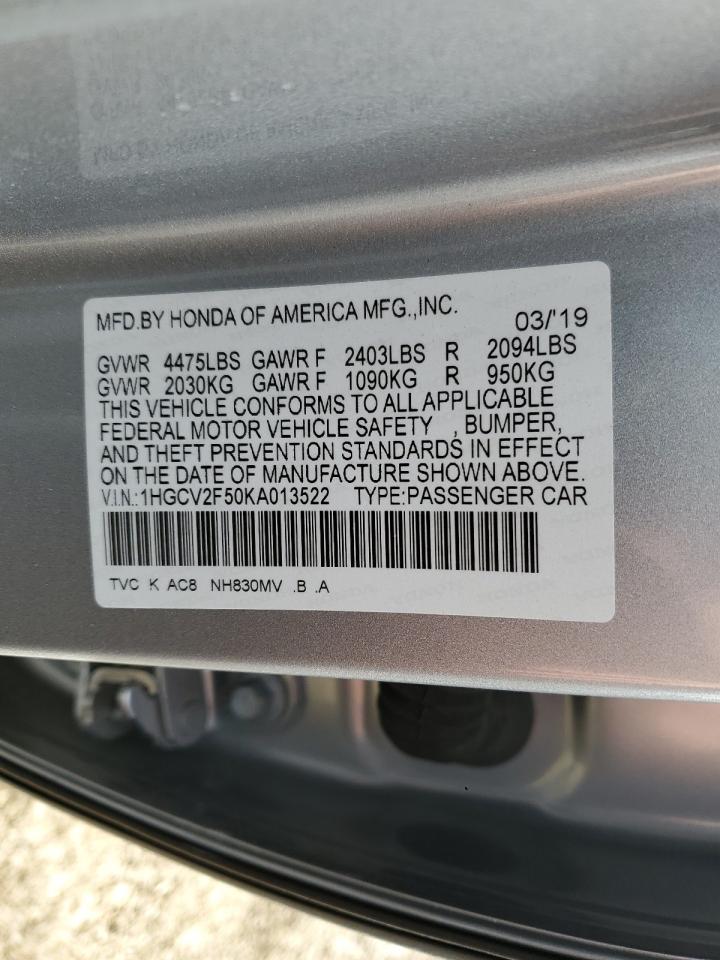 MFD.BY HONDA OF AMERICA MFG.,INC. 03/'19
GVWR 4475LBS GAWR F 2403LBS R 2094LBS
GVWR 2030KG GAWR F 1090KG R 950KG
THIS VEHICLE CONFORMS TO ALL APPLICABLE
FEDERAL MOTOR VEHICLE SAFETY , BUMPER,
AND THEFT PREVENTION STANDARDS IN EFFECT
ON THE DATE OF MANUFACTURE SHOWN ABOVE.
V.I.N.:1HGCV2F50KA013522 TYPE:PASSENGER CAR
TVC K AC8 NH830MV .B .A